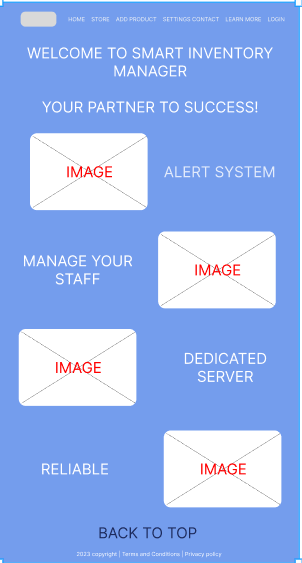 HOME STORE ADD PRODUCT SETTINGS CONTACT LEARN MORE LOGIN
WELCOME TO SMART INVENTORY
MANAGER
YOUR PARTNER TO SUCCESS!
IMAGE
ALERT SYSTEM
MANAGE YOUR
STAFF
IMAGE
IMAGE
DEDICATED
SERVER
RELIABLE
IMAGE
BACK TO TOP
2023 copyright | Terms and Conditions | Privacy policy